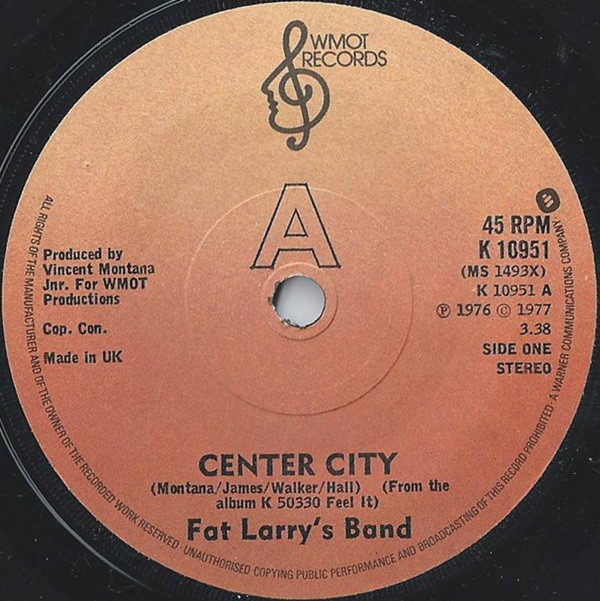 WMOT
RECORDS
A
45 RPM
K 10951
(MS 1493X)
K 10951 A
℗ 1976 © 1977
3.38
SIDE ONE
STEREO
Produced by
Vincent Montana
Jnr. For WMOT
Productions
Cop. Con.
Made in UK
CENTER CITY
(Montana/James/Walker/Hall) (From the
album K 50330 Feel It)
Fat Larry's Band
ALL RIGHTS OF THE MANUFACTURER AND OF THE OWNER OF THE RECORDED WORK RESERVED · UNAUTHORISED COPYING PUBLIC PERFORMANCE AND BROADCASTING OF THIS RECORD PROHIBITED · A WARNER COMMUNICATIONS COMPANY